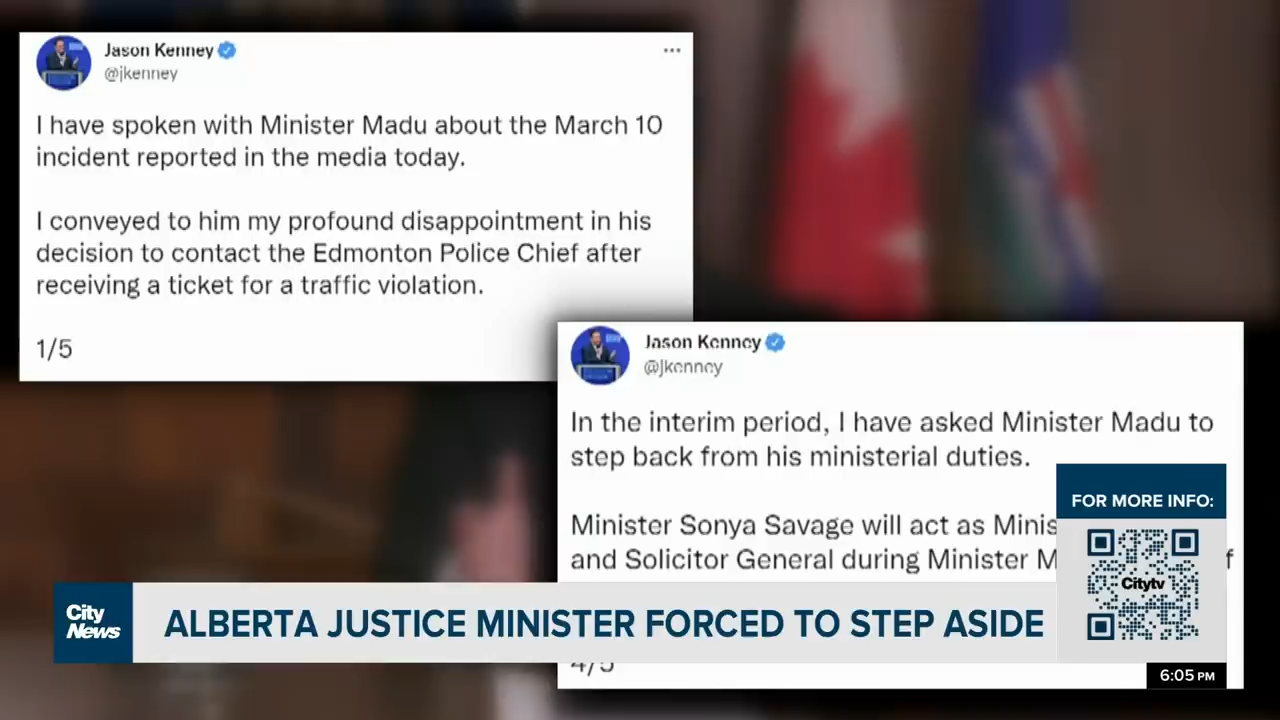 Jason Kenney
@jkenney
I have spoken with Minister Madu about the March 10
incident reported in the media today.
I conveyed to him my profound disappointment in his
decision to contact the Edmonton Police Chief after
receiving a ticket for a traffic violation.
1/5
Jason Kenney
@jkenney
In the interim period, I have asked Minister Madu to
step back from his ministerial duties.
Minister Sonya Savage will act as
and Solicitor General during Minister
4/5
FOR MORE INFO:
Citytv
City
News
ALBERTA JUSTICE MINISTER FORCED TO STEP ASIDE
6:05 PM